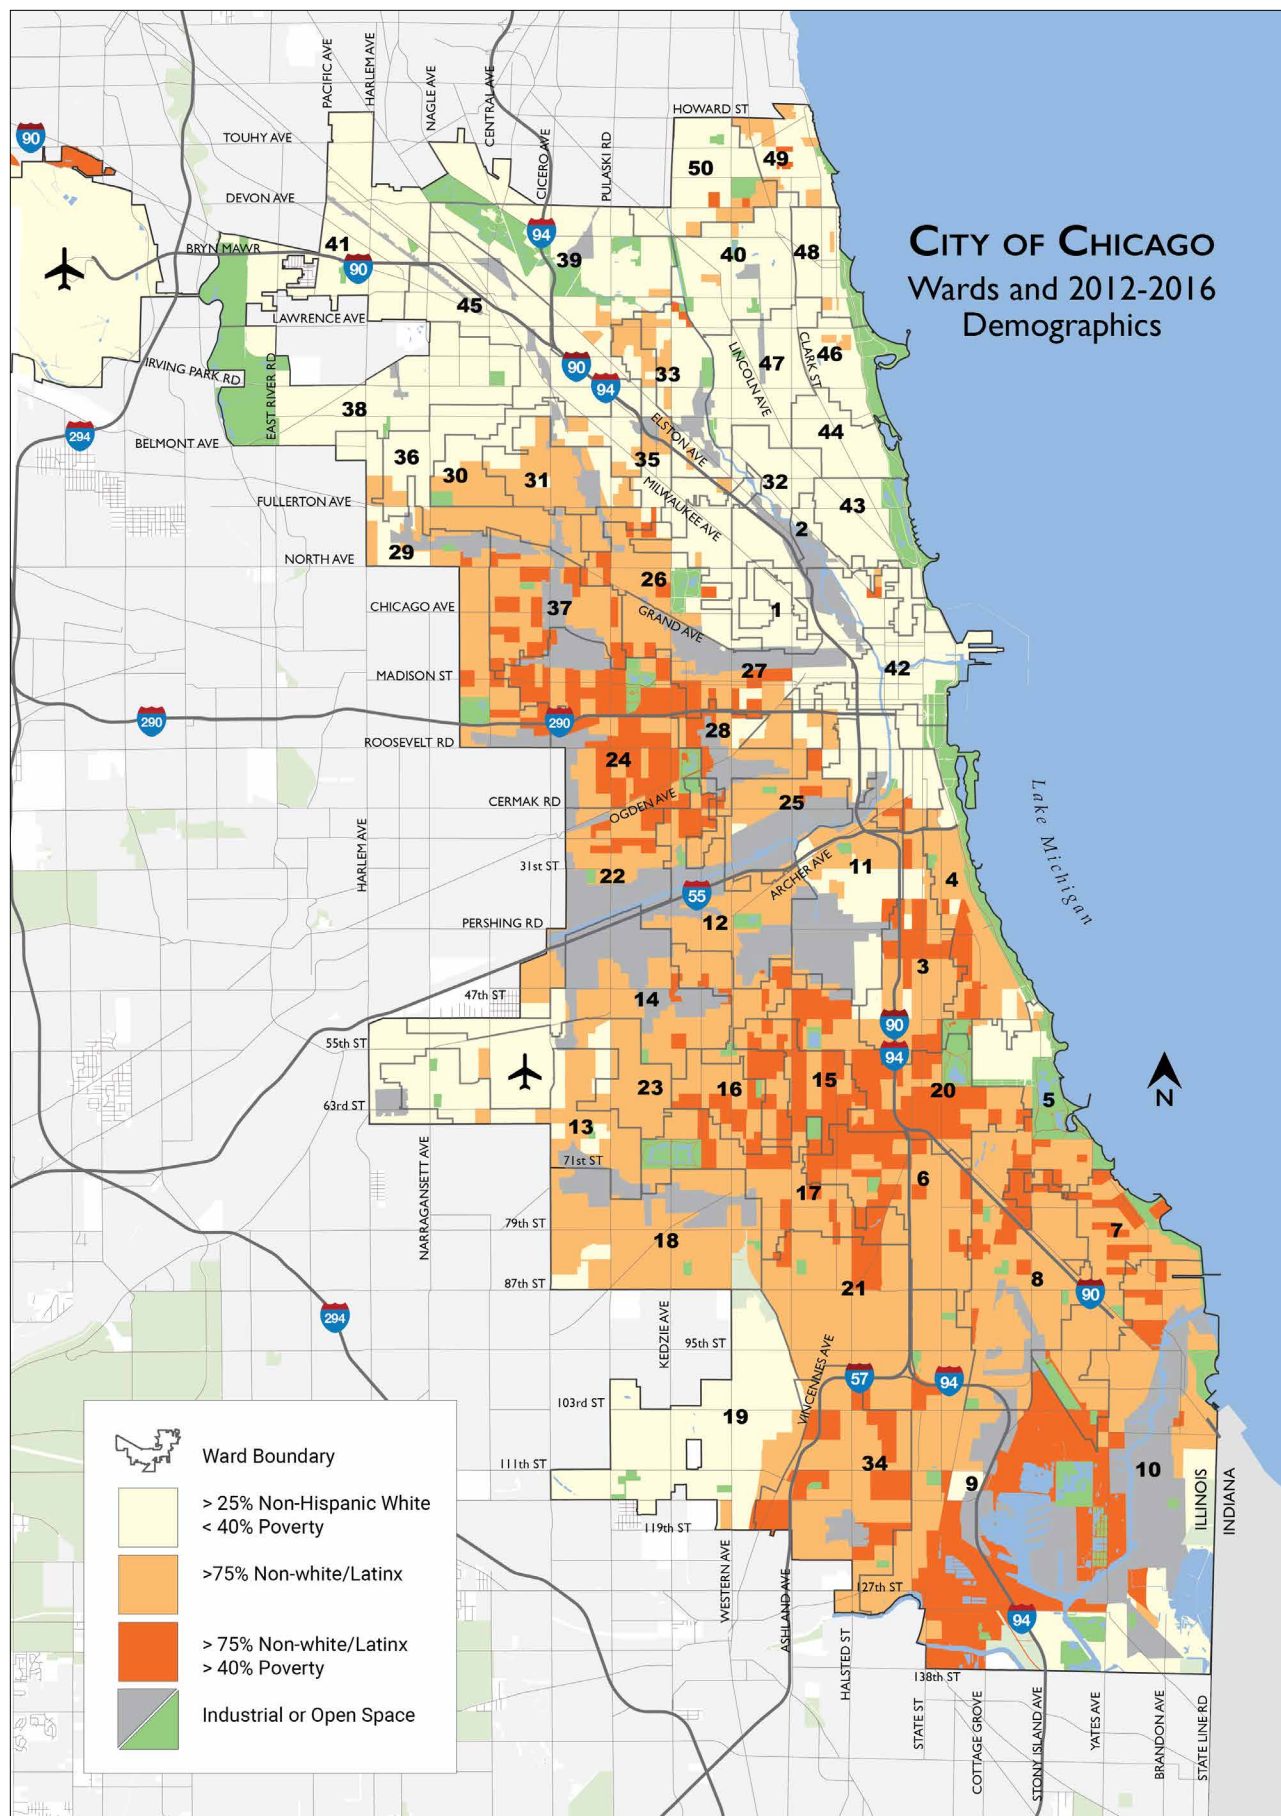 CITY OF CHICAGO
Wards and 2012-2016
Demographics
PACIFIC AVE
HARLEM AVE
NAGLE AVE
CENTRAL AVE
CICERO AVE
PULASKI RD
HOWARD ST
90
TOUHY AVE
50
49
DEVON AVE
94
BRYN MAWR
41
90
39
40
48
45
LAWRENCE AVE
LINCOLN AVE
CLARK ST
47
46
IRVING PARK RD
90
94
33
EAST RIVER RD
38
ELSTON AVE
44
294
BELMONT AVE
36
35
30
31
MILWAUKEE AVE
32
FULLERTON AVE
43
2
NORTH AVE
29
26
CHICAGO AVE
37
GRAND AVE
1
MADISON ST
27
42
290
290
28
ROOSEVELT RD
24
CERMAK RD
OGDEN AVE
25
Lake Michigan
HARLEM AVE
31st ST
22
ARCHER AVE
11
4
55
PERSHING RD
12
3
47th ST
14
90
55th ST
94
N
63rd ST
23
16
15
20
5
13
71st ST
NARRAGANSETT AVE
17
6
79th ST
18
7
87th ST
21
8
90
294
KEDZIE AVE
95th ST
VINCENNES AVE
57
94
103rd ST
19
111th ST
34
9
10
ILLINOIS
INDIANA
119th ST
WESTERN AVE
ASHLAND AVE
127th ST
94
HALSTED ST
138th ST
STATE ST
COTTAGE GROVE
STONY ISLAND AVE
YATES AVE
BRANDON AVE
STATE LINE RD
Ward Boundary
> 25% Non-Hispanic White
< 40% Poverty
>75% Non-white/Latinx
> 75% Non-white/Latinx
> 40% Poverty
Industrial or Open Space